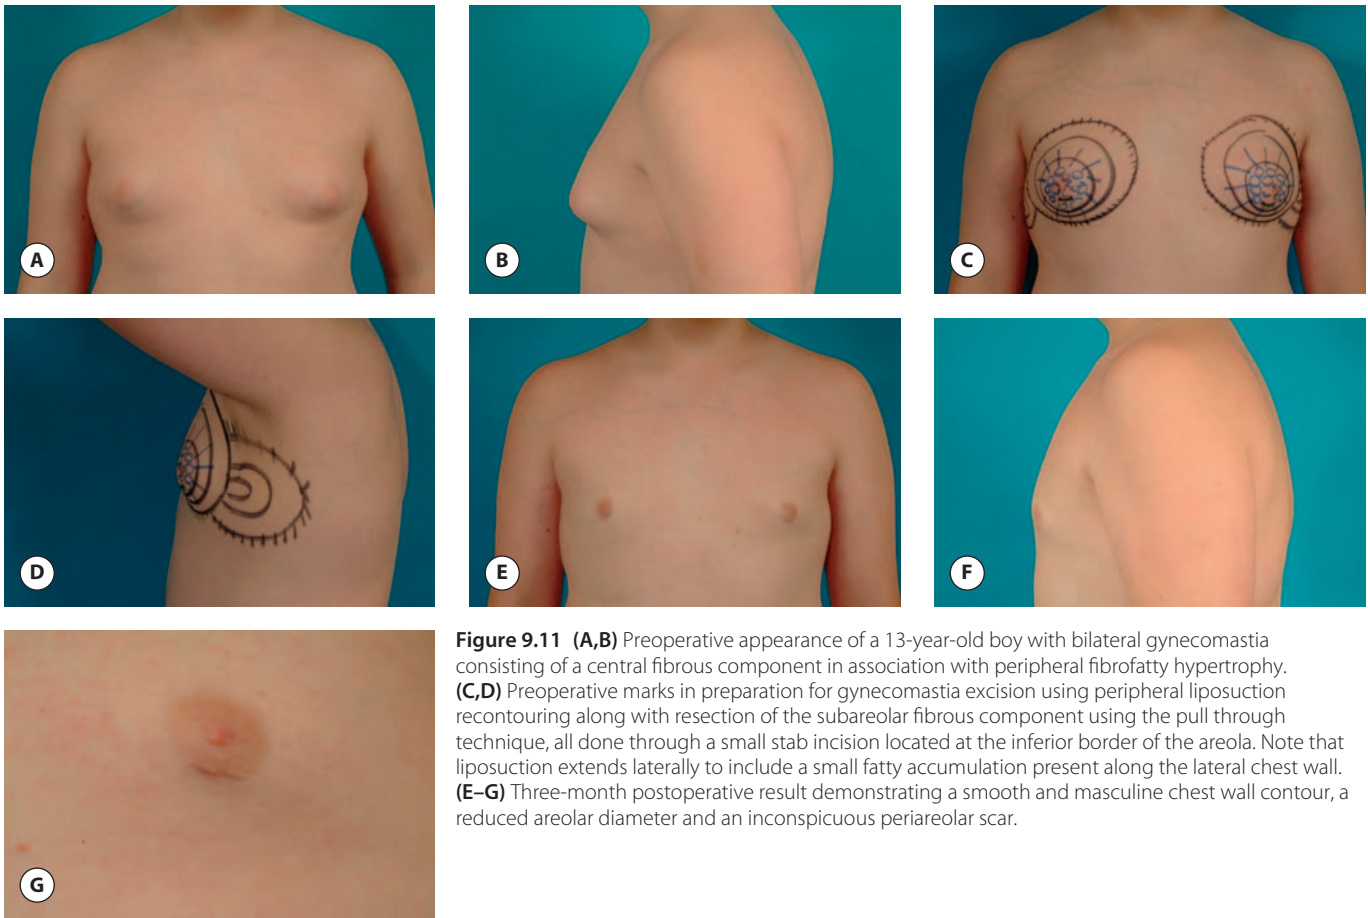 A
B
C
D
E
F
G
Figure 9.11 (A,B) Preoperative appearance of a 13-year-old boy with bilateral gynecomastia
consisting of a central fibrous component in association with peripheral fibrofatty hypertrophy.
(C,D) Preoperative marks in preparation for gynecomastia excision using peripheral liposuction
recontouring along with resection of the subareolar fibrous component using the pull through
technique, all done through a small stab incision located at the inferior border of the areola. Note that
liposuction extends laterally to include a small fatty accumulation present along the lateral chest wall.
(E–G) Three-month postoperative result demonstrating a smooth and masculine chest wall contour, a
reduced areolar diameter and an inconspicuous periareolar scar.